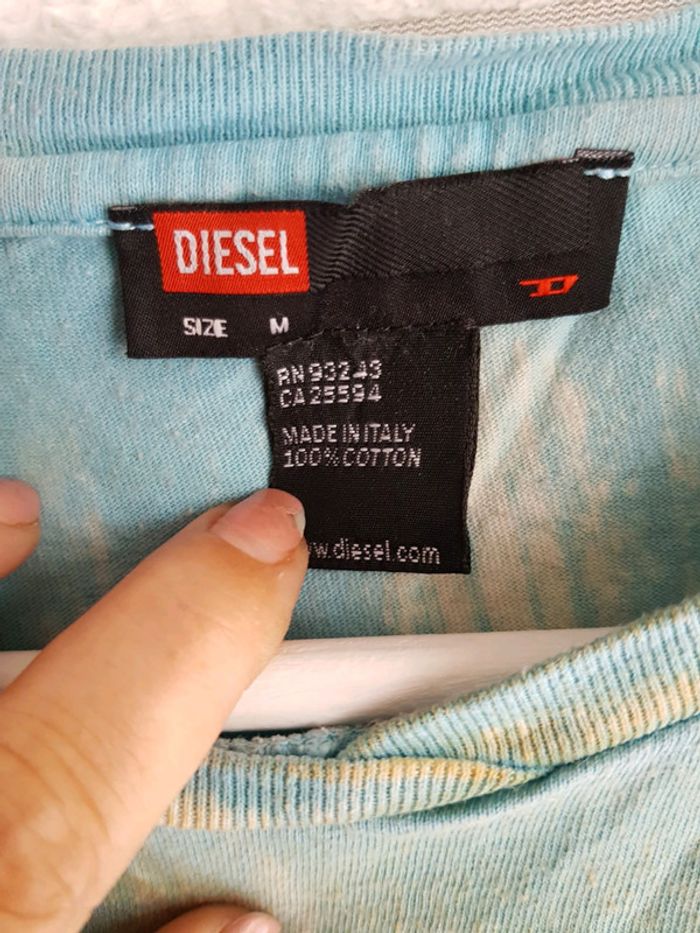 DIESEL
SIZE M
RN 93243
CA 25594
MADE IN ITALY
100% COTTON
w.diesel.com